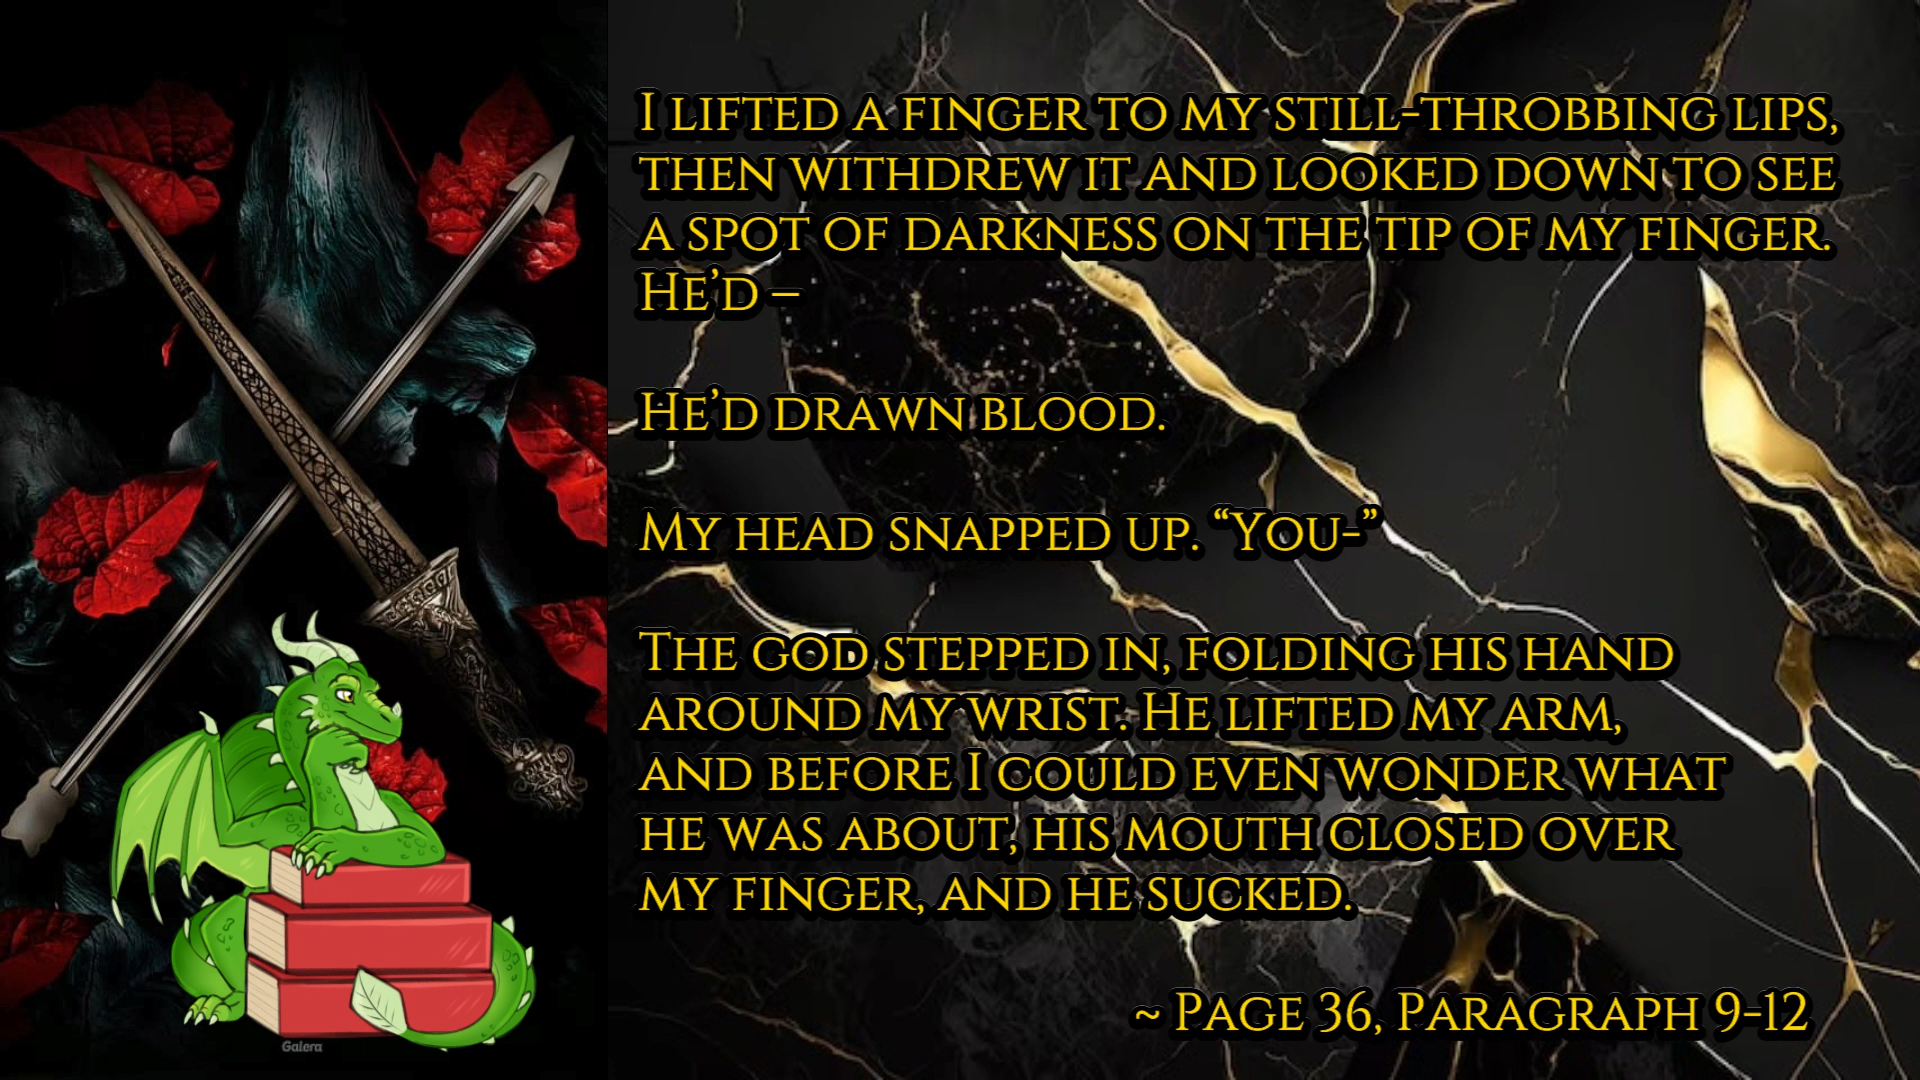 I lifted a finger to my still-throbbing lips,
then withdrew it and looked down to see
a spot of darkness on the tip of my finger.
He’d –
He’d drawn blood.
My head snapped up. “You-”
The god stepped in, folding his hand
around my wrist. He lifted my arm,
and before I could even wonder what
he was about, his mouth closed over
my finger, and he sucked.
~ Page 36, Paragraph 9-12
Galera